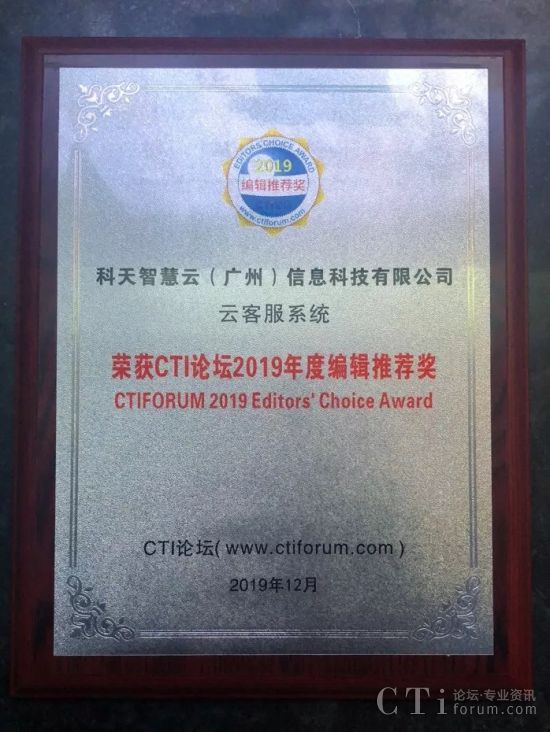 EDITORS CHOICE AWARD
2019
编辑推荐奖
www.ctiforum.com
科天智慧云（广州）信息科技有限公司
云客服系统
荣获CTI论坛2019年度编辑推荐奖
CTIFORUM 2019 Editors' Choice Award
CTI论坛(www.ctiforum.com)
2019年12月
CTi 论坛·专业资讯
forum.com